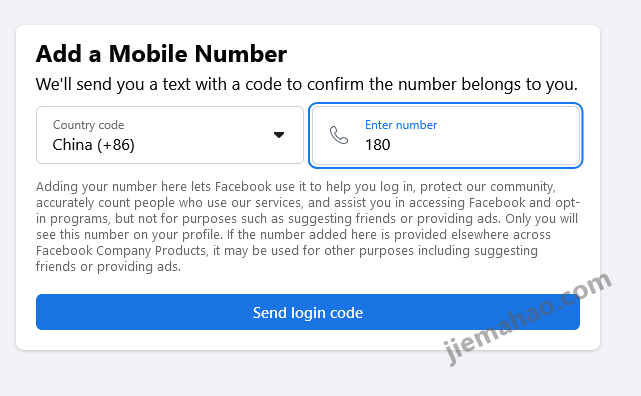 Add a Mobile Number
We'll send you a text with a code to confirm the number belongs to you.
Country code
China (+86)
Enter number
180
Adding your number here lets Facebook use it to help you log in, protect our community,
accurately count people who use our services, and assist you in accessing Facebook and opt-
in programs, but not for purposes such as suggesting friends or providing ads. Only you will
see this number on your profile. If the number added here is provided elsewhere across
Facebook Company Products, it may be used for other purposes including suggesting
friends or providing ads.
Send login code
jiemahao.com